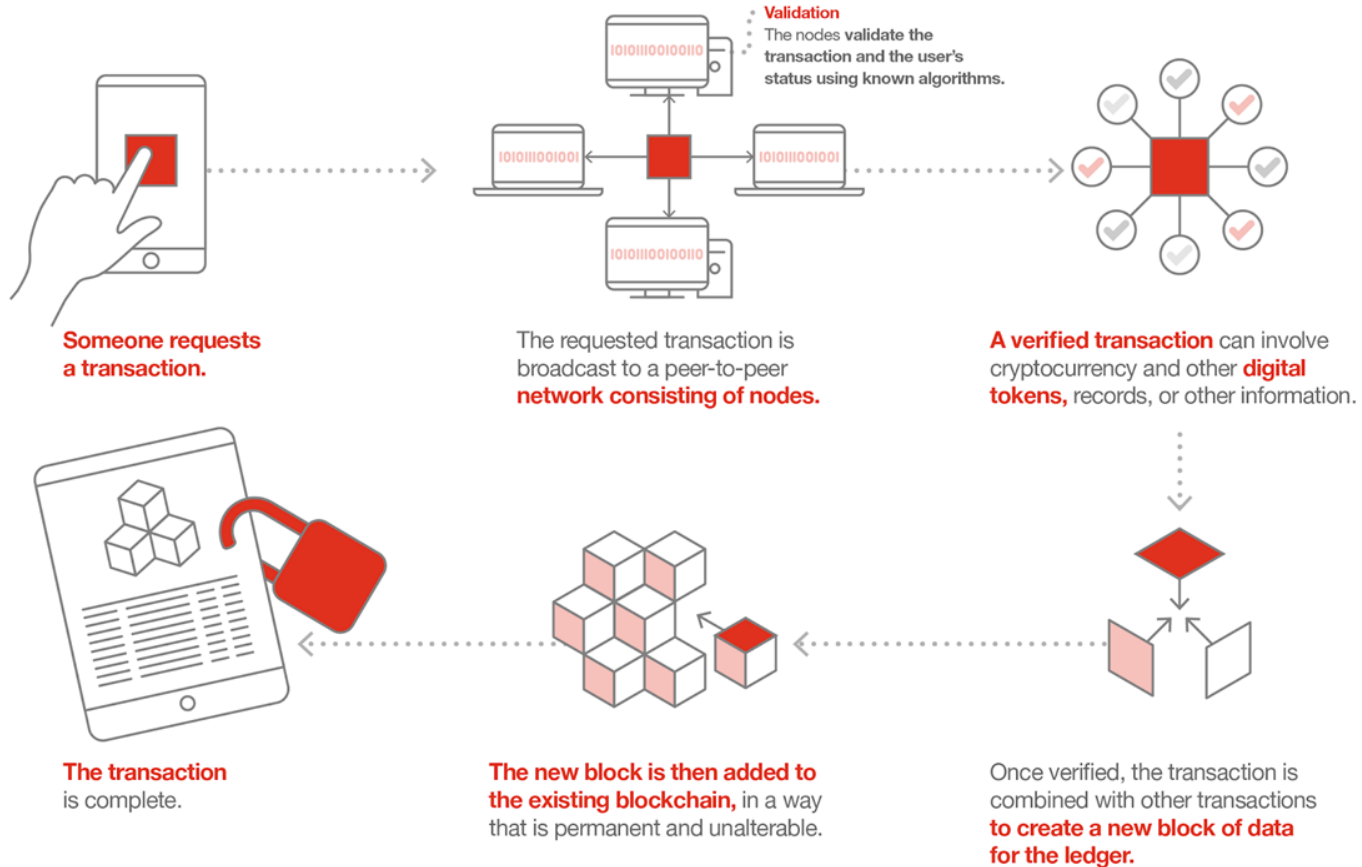 Validation
The nodes validate the
transaction and the user's
status using known algorithms.
10101110010011​0
1010111001001
1010111001001
10101110010011​0
Someone requests
a transaction.
The requested transaction is
broadcast to a peer-to-peer
network consisting of nodes.
A verified transaction can involve
cryptocurrency and other digital
tokens, records, or other information.
The transaction
is complete.
The new block is then added to
the existing blockchain, in a way
that is permanent and unalterable.
Once verified, the transaction is
combined with other transactions
to create a new block of data
for the ledger.